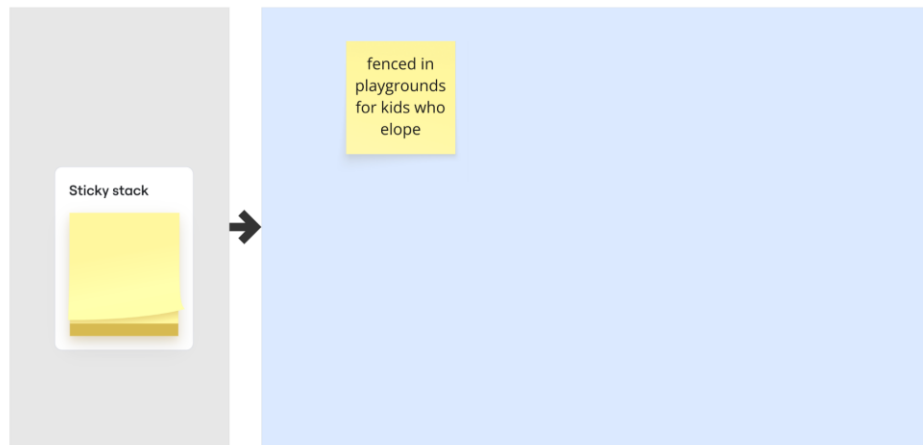 Sticky stack
fenced in
playgrounds
for kids who
elope